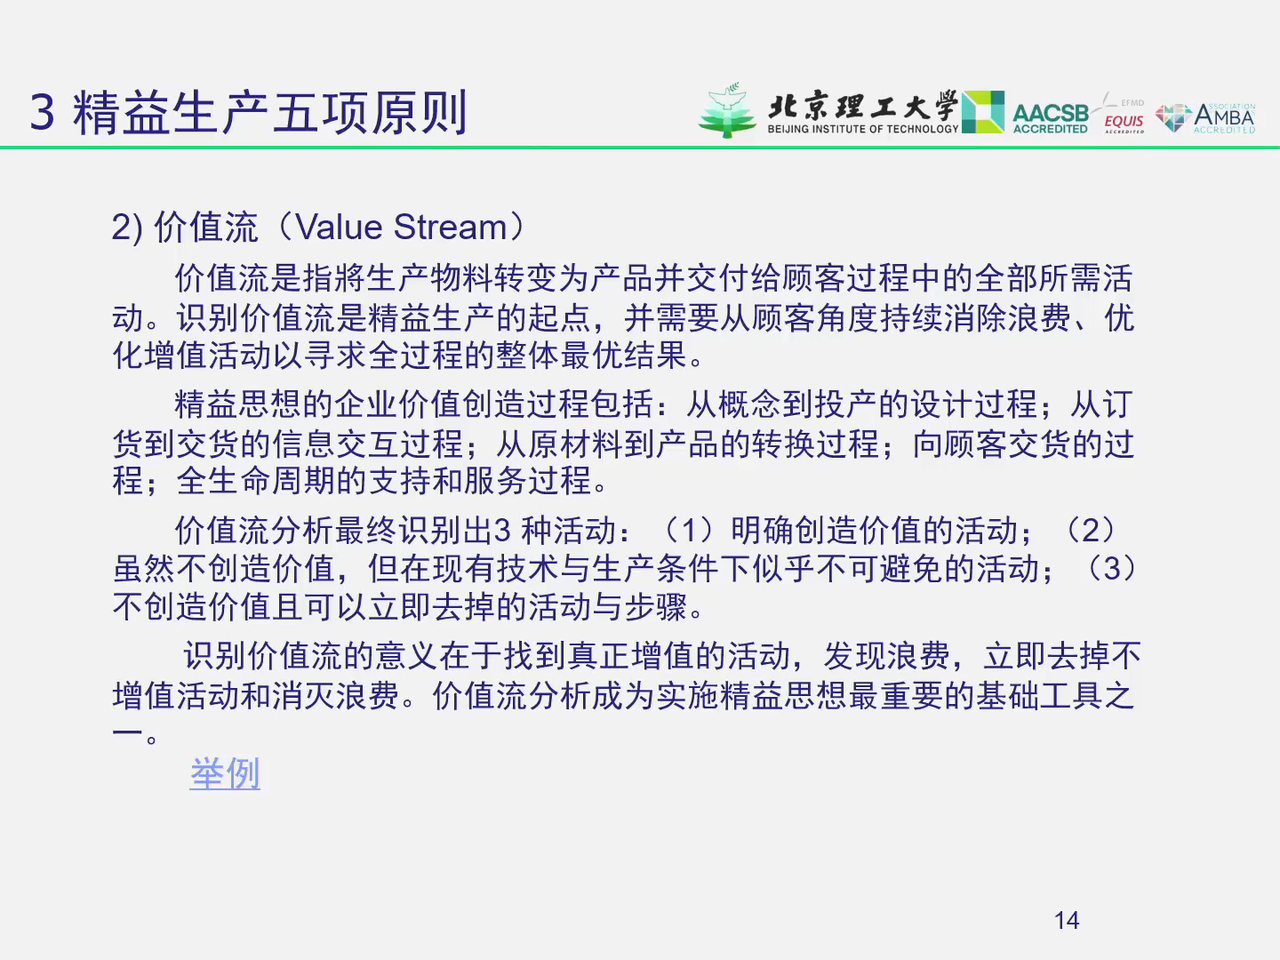 3 精益生产五项原则
北京理工大学
BEIJING INSTITUTE OF TECHNOLOGY
AACSB
ACCREDITED
EFMD
EQUIS
ACCREDITED
ASSOCIATION
AMBA
ACCREDITED
2) 价值流（Value Stream）
价值流是指將生产物料转变为产品并交付给顾客过程中的全部所需活
动。识别价值流是精益生产的起点，并需要从顾客角度持续消除浪费、优
化增值活动以寻求全过程的整体最优结果。
精益思想的企业价值创造过程包括：从概念到投产的设计过程；从订
货到交货的信息交互过程；从原材料到产品的转换过程；向顾客交货的过
程；全生命周期的支持和服务过程。
价值流分析最终识别出3 种活动：（1）明确创造价值的活动；（2）
虽然不创造价值，但在现有技术与生产条件下似乎不可避免的活动；（3）
不创造价值且可以立即去掉的活动与步骤。
识别价值流的意义在于找到真正增值的活动，发现浪费，立即去掉不
增值活动和消灭浪费。价值流分析成为实施精益思想最重要的基础工具之
一。
举例
14